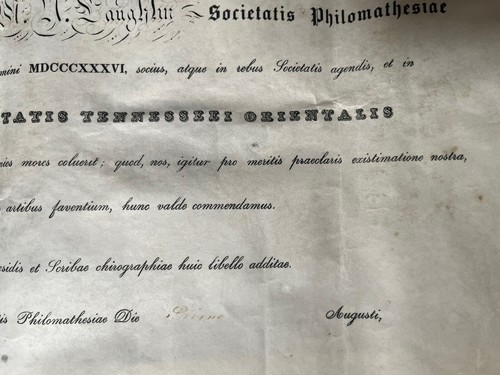 Laughlin Societatis Philomathesiae
mini MDCCCXXXVI, socius, atque in rebus Societatis agendis, et in
TATIS TENNESSEEI ORIENTALIS
mores coluerit; quod, nos, igitur pro meritis praeclaris existimatione nostra,
artibus faventium, hunc valde commendamus.
sidis et Scribae chirographiae huic libello additae.
is Philomathesiae Die Augusti,